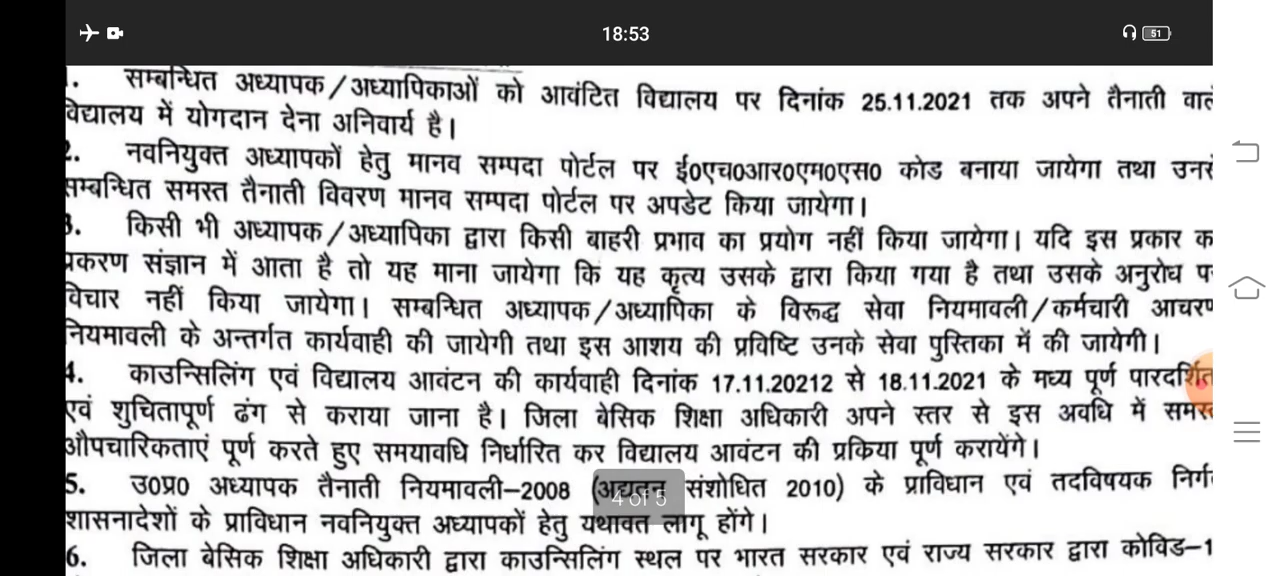 18:53
51
1. सम्बन्धित अध्यापक/अध्यापिकाओं को आवंटित विद्यालय पर दिनांक 25.11.2021 तक अपने तैनाती
विद्यालय में योगदान देना अनिवार्य है।
2. नवनियुक्त अध्यापकों हेतु मानव सम्पदा पोर्टल पर ई०एच०आर०एम०एस० कोड बनाया जायेगा तथा
सम्बन्धित समस्त तैनाती विवरण मानव सम्पदा पोर्टल पर अपडेट किया जायेगा।
3. किसी भी अध्यापक/अध्यापिका द्वारा किसी बाहरी प्रभाव का प्रयोग नहीं किया जायेगा। यदि इस प्रकार
प्रकरण संज्ञान में आता है तो यह माना जायेगा कि यह कृत्य उसके द्वारा किया गया है तथा उसके अनुरोध
विचार नहीं किया जायेगा। सम्बन्धित अध्यापक/अध्यापिका के विरूद्ध सेवा नियमावली/कर्मचारी आचरण
नियमावली के अन्तर्गत कार्यवाही की जायेगी तथा इस आशय की प्रविष्टि उनके सेवा पुस्तिका में की जायेगी।
4. काउन्सिलिंग एवं विद्यालय आवंटन की कार्यवाही दिनांक 17.11.20212 से 18.11.2021 के मध्य पूर्ण
एवं शुचितापूर्ण ढंग से कराया जाना है। जिला बेसिक शिक्षा अधिकारी अपने स्तर से इस अवधि में समस्त
औपचारिकताएं पूर्ण करते हुए समयावधि निर्धारित कर विद्यालय आवंटन की प्रकिया पूर्ण करायेंगे।
5. उ०प्र० अध्यापक तैनाती नियमावली-2008 (अद्यतन संशोधित 2010) के प्राविधान एवं तदविषयक
4 of 5
शासनादेशों के प्राविधान नवनियुक्त अध्यापकों हेतु यथावत लागू होंगे।
6. जिला बेसिक शिक्षा अधिकारी द्वारा काउन्सिलिंग स्थल पर भारत सरकार एवं राज्य सरकार द्वारा कोविड-1